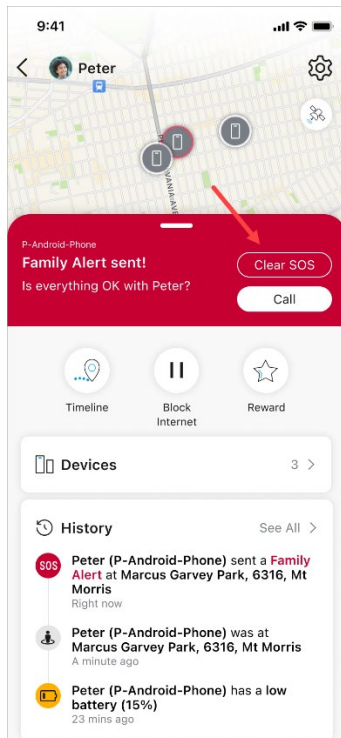 9:41
Peter
VANIA AVE
P-Android-Phone
Family Alert sent!
Is everything OK with Peter?
Clear SOS
Call
Timeline
Block
Internet
Reward
Devices
3
History
See All
SOS
Peter (P-Android-Phone) sent a Family
Alert at Marcus Garvey Park, 6316, Mt
Morris
Right now
Peter (P-Android-Phone) was at
Marcus Garvey Park, 6316, Mt Morris
A minute ago
Peter (P-Android-Phone) has a low
battery (15%)
23 mins ago